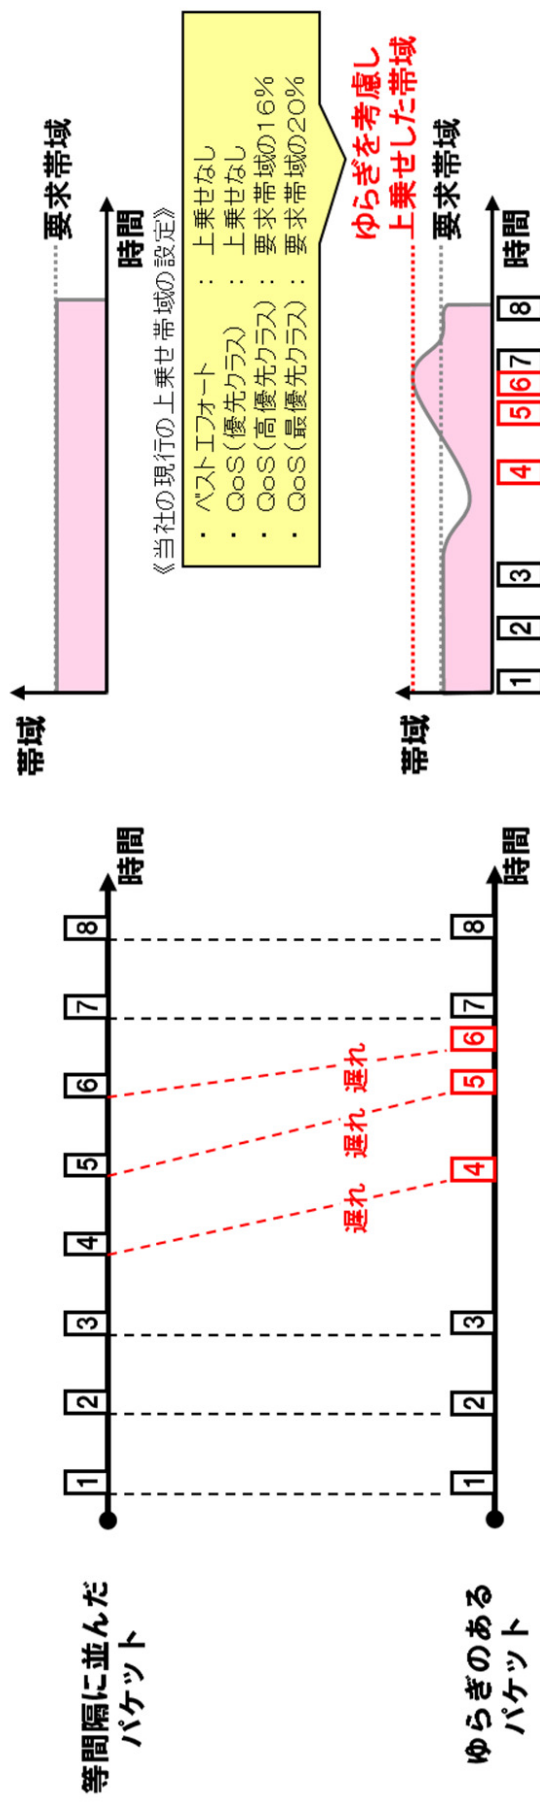 等間隔に並んだ
パケット
1 2 3 4 5 6 7 8
時間
帯域
要求帯域
時間
遅れ 遅れ 遅れ
《当社の現行の上乗せ帯域の設定》
・ ベストエフォート : 上乗せなし
・ QoS(優先クラス) : 上乗せなし
・ QoS(高優先クラス) : 要求帯域の16%
・ QoS(最優先クラス) : 要求帯域の20%
ゆらぎのある
パケット
1 2 3 4 5 6 7 8
時間
帯域
ゆらぎを考慮し
上乗せした帯域
要求帯域
時間
1 2 3 4 5 6 7 8